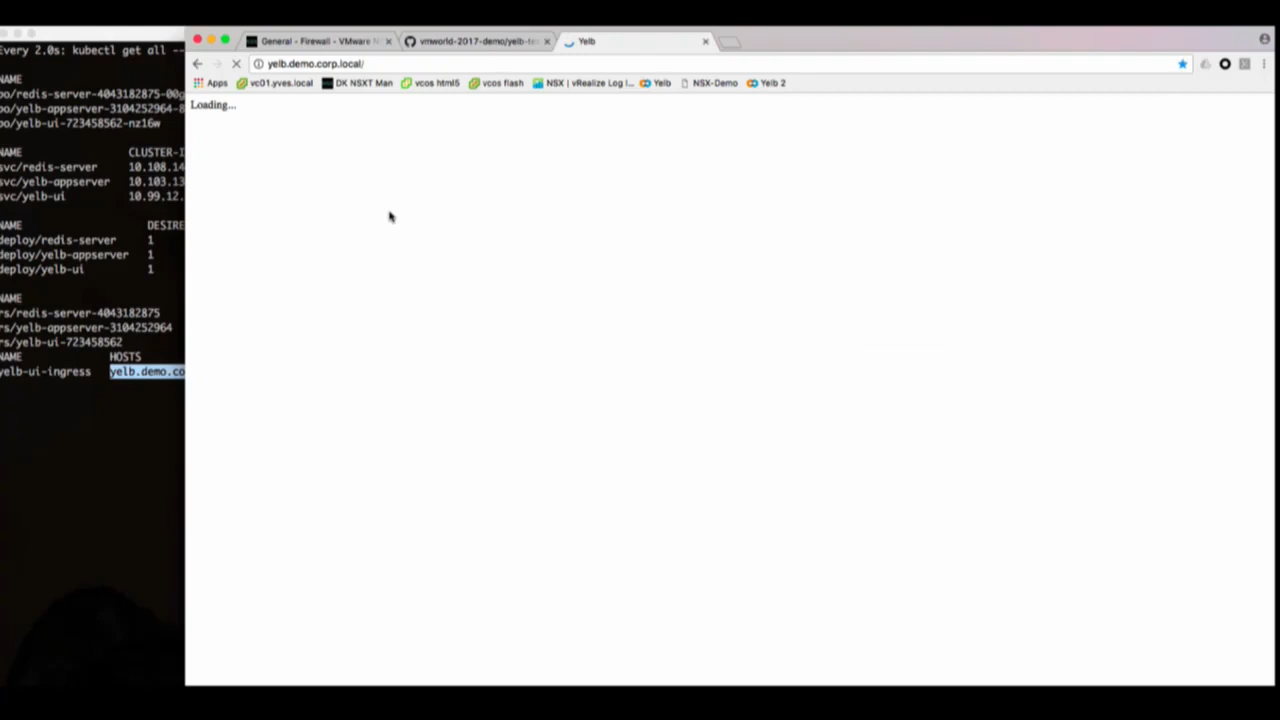 Every 2.0s: kubectl get all --
NAME
po/redis-server-4043182875-00g
po/yelb-appserver-3104252964-8
po/yelb-ui-723458562-nz16w
NAME CLUSTER-I
svc/redis-server 10.108.14
svc/yelb-appserver 10.103.13
svc/yelb-ui 10.99.12.
NAME DESIRE
deploy/redis-server 1
deploy/yelb-appserver 1
deploy/yelb-ui 1
NAME
rs/redis-server-4043182875
rs/yelb-appserver-3104252964
rs/yelb-ui-723458562
NAME HOSTS
yelb-ui-ingress yelb.demo.co
General - Firewall - VMware N
vmworld-2017-demo/yelb-te
Yelb
yelb.demo.corp.local/
Apps vc01.yves.local DK NSXT Man vcos html5 vcos flash NSX | vRealize Log I... Yelb NSX-Demo Yelb 2
Loading...